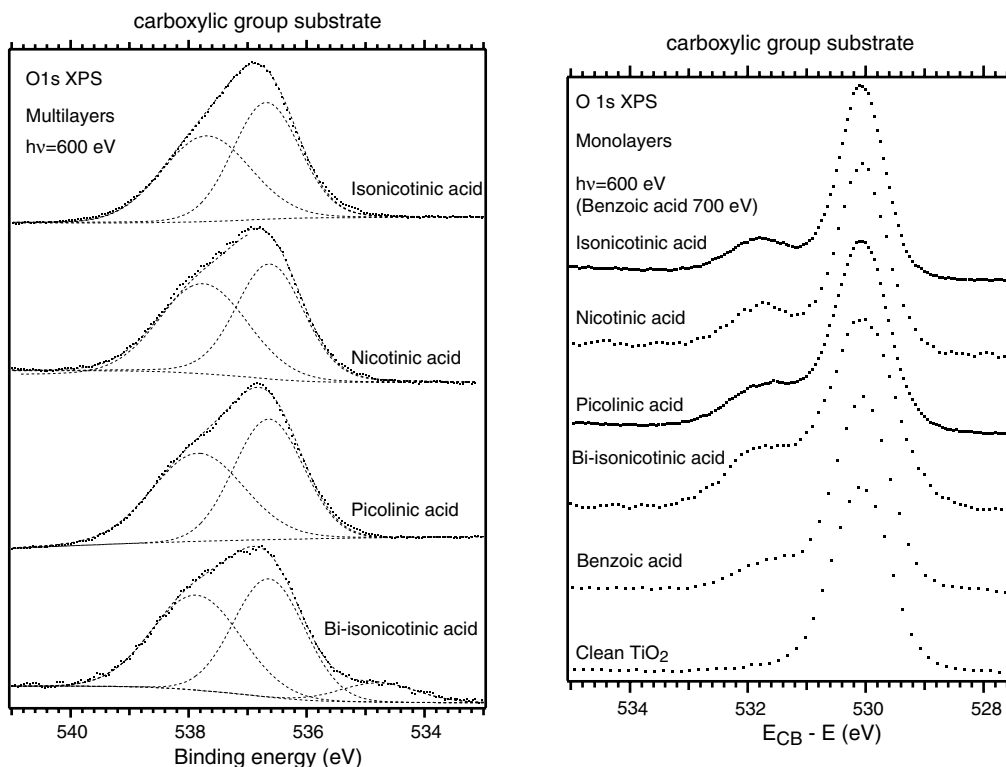 carboxylic group substrate
O1s XPS
Multilayers
hν=600 eV
Isonicotinic acid
Nicotinic acid
Picolinic acid
Bi-isonicotinic acid
540
538
536
534
Binding energy (eV)
carboxylic group substrate
O 1s XPS
Monolayers
hν=600 eV
(Benzoic acid 700 eV)
Isonicotinic acid
Nicotinic acid
Picolinic acid
Bi-isonicotinic acid
Benzoic acid
Clean TiO2
534
532
530
528
ECB - E (eV)